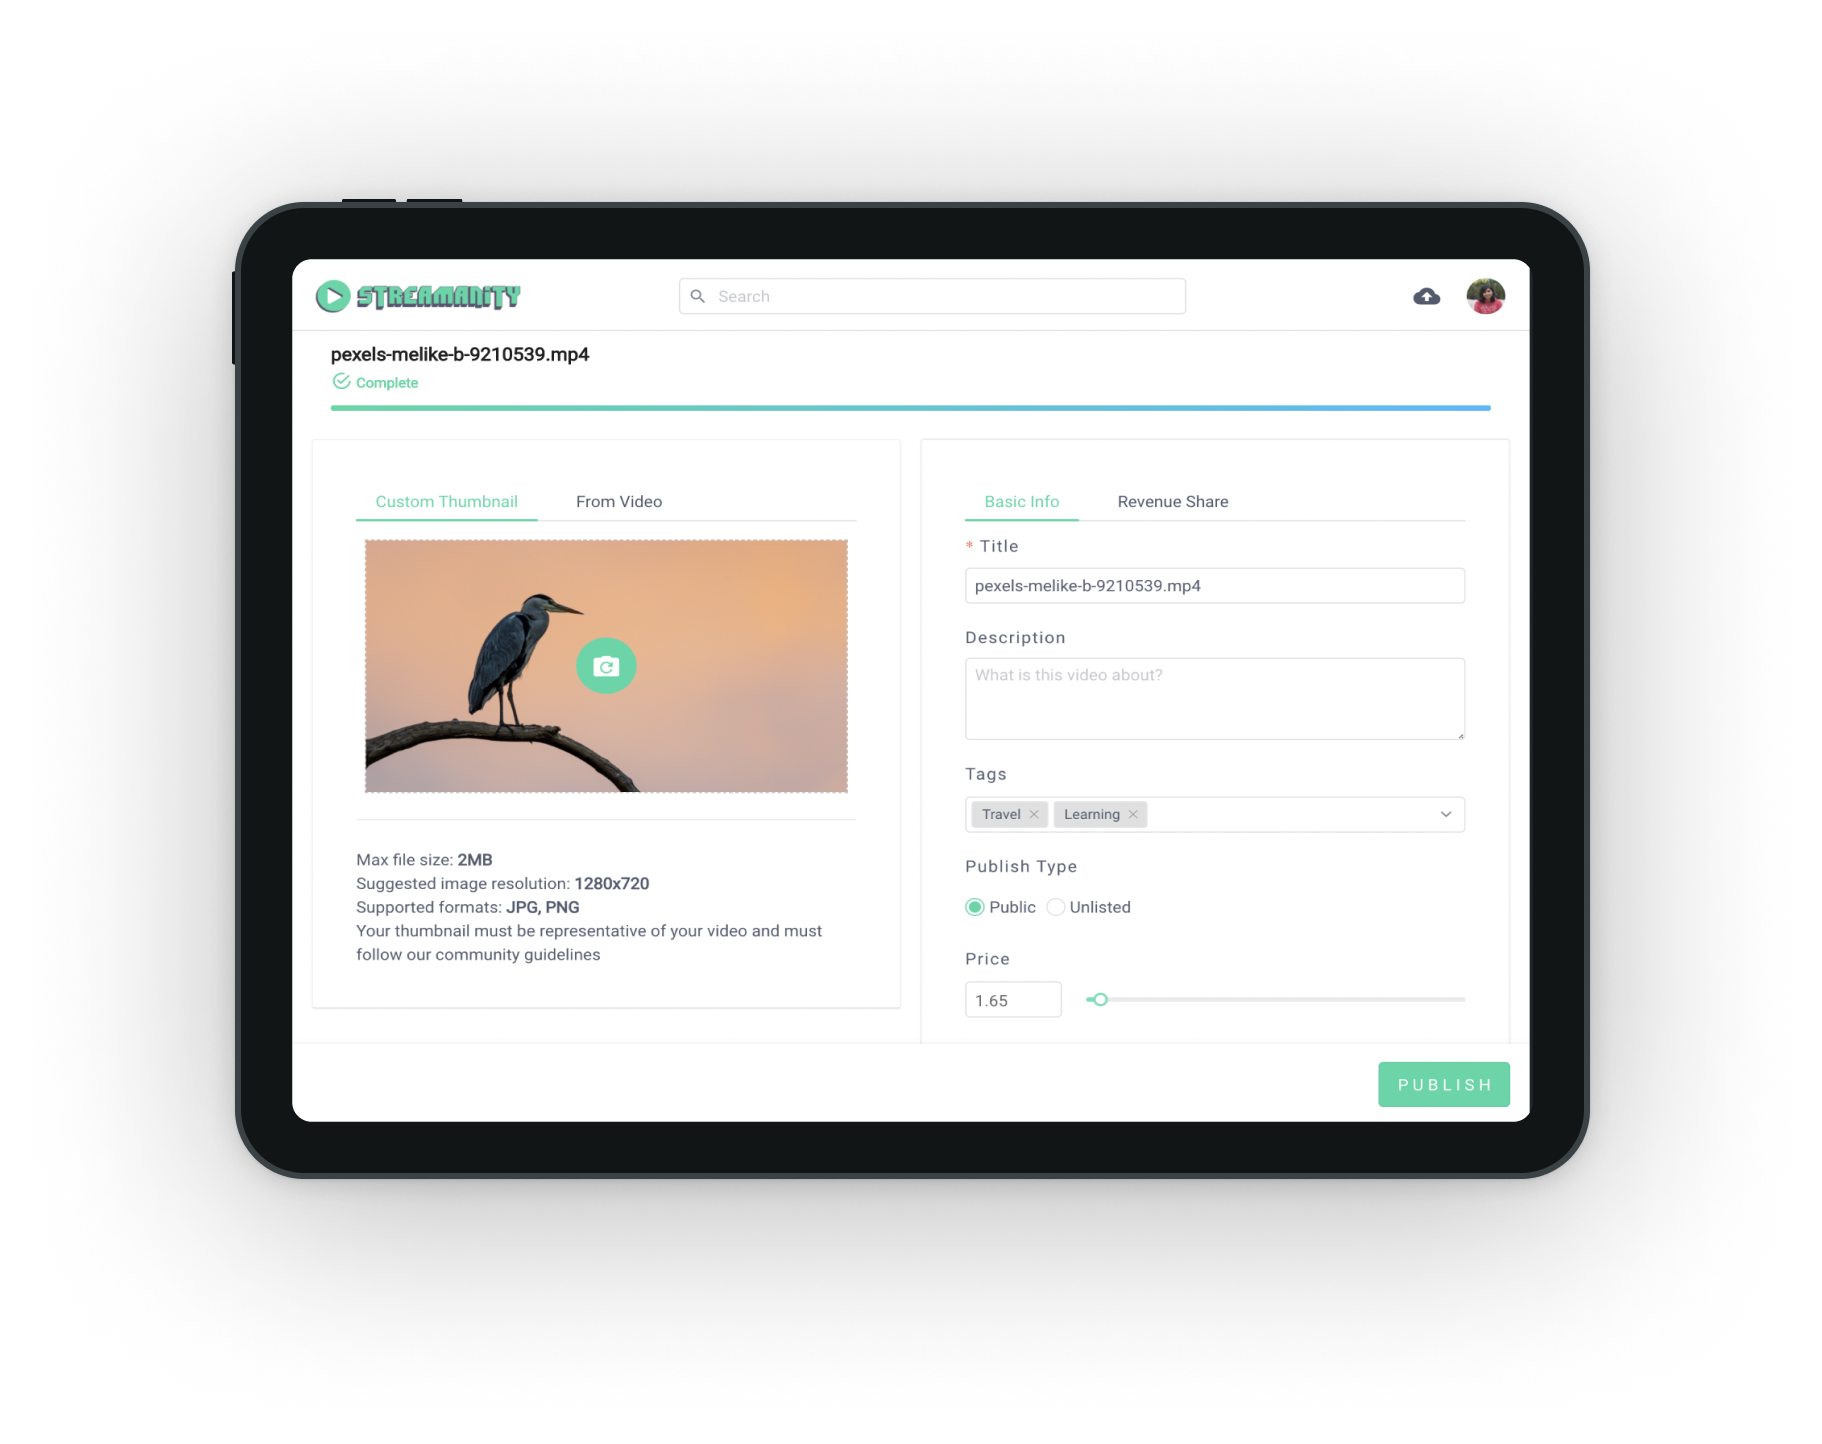 STREAMANITY
Search
pexels-melike-b-9210539.mp4
Complete
Custom Thumbnail
From Video
Max file size: 2MB
Suggested image resolution: 1280x720
Supported formats: JPG, PNG
Your thumbnail must be representative of your video and must
follow our community guidelines
Basic Info
Revenue Share
* Title
pexels-melike-b-9210539.mp4
Description
What is this video about?
Tags
Travel
Learning
Publish Type
Public
Unlisted
Price
1.65
PUBLISH